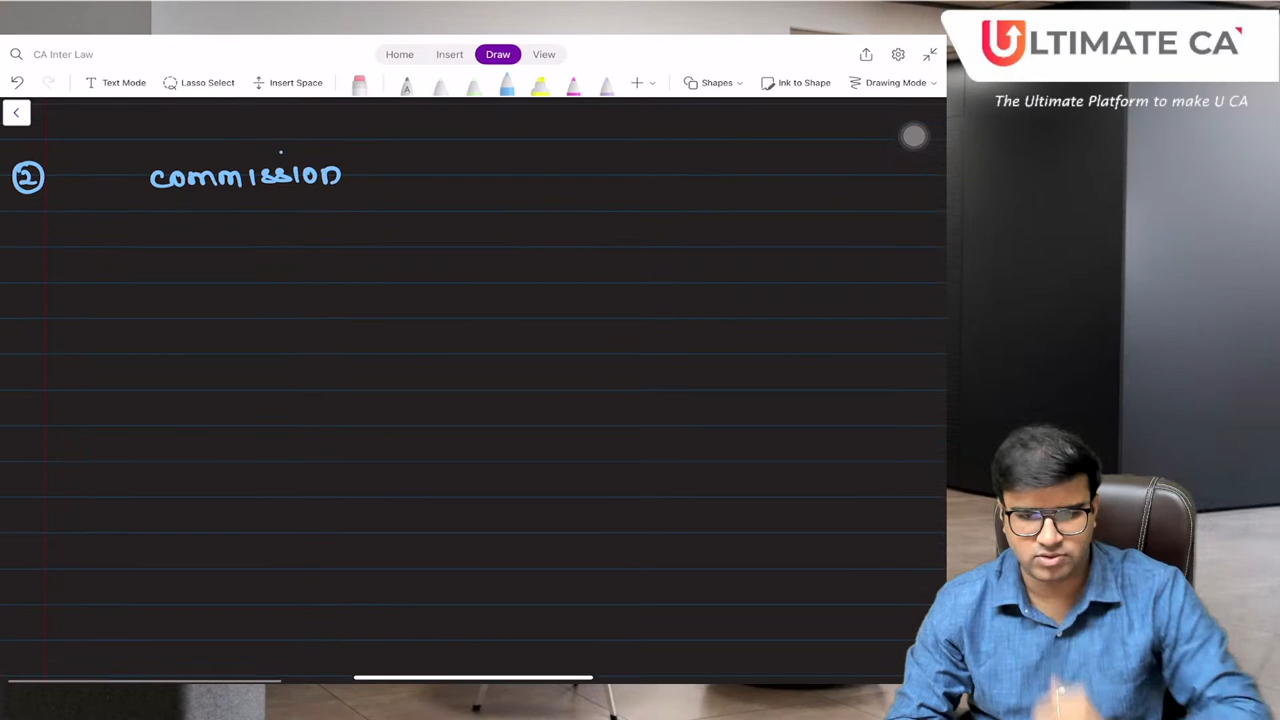 CA Inter Law
Home Insert Draw View
Text Mode Lasso Select Insert Space Shapes Ink to Shape Drawing Mode
ULTIMATE CA
The Ultimate Platform to make U CA
2 commission